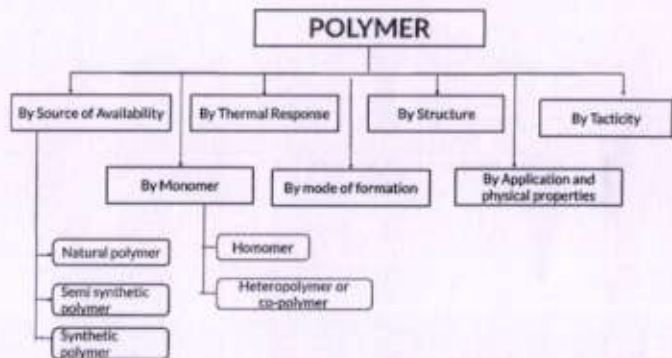 POLYMER
By Source of Availability
By Thermal Response
By Structure
By Tacticity
By Monomer
By mode of formation
By Application and
physical properties
Natural polymer
Semi synthetic
polymer
Synthetic
polymer
Homomer
Heteropolymer or
co-polymer